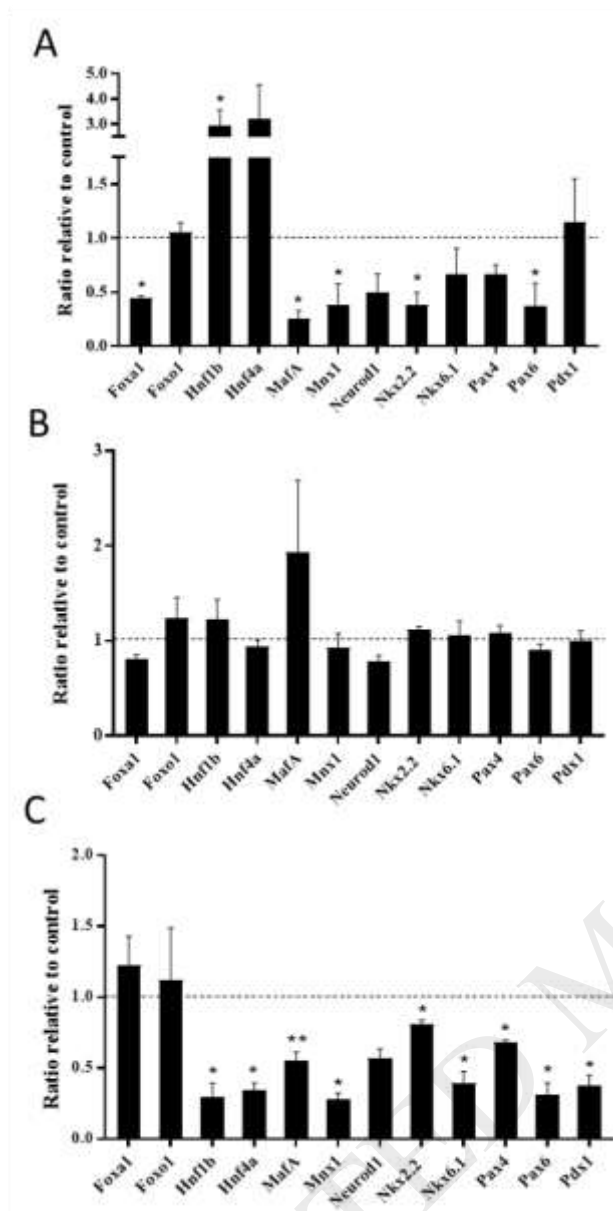 A
Ratio relative to control
5.0
4.0
3.0
1.5
1.0
0.5
0.0
* * * * * *
Foxa1 Foxo1 Hnf1b Hnf4a MafA Mnx1 Neurod1 Nkx2.2 Nkx6.1 Pax4 Pax6 Pdx1
B
Ratio relative to control
3
2
1
0
Foxa1 Foxo1 Hnf1b Hnf4a MafA Mnx1 Neurod1 Nkx2.2 Nkx6.1 Pax4 Pax6 Pdx1
C
Ratio relative to control
2.0
1.5
1.0
0.5
0.0
* * ** * * * * * *
Foxa1 Foxo1 Hnf1b Hnf4a MafA Mnx1 Neurod1 Nkx2.2 Nkx6.1 Pax4 Pax6 Pdx1
TED M